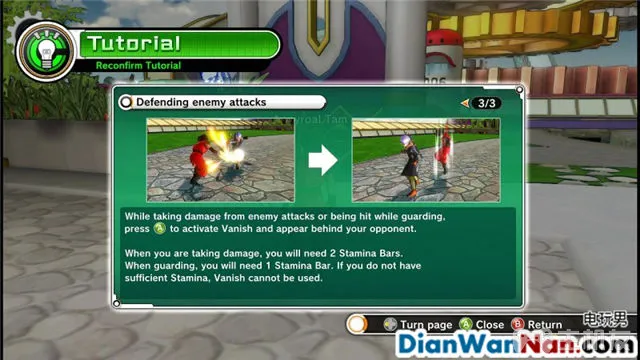 Tutorial
Reconfirm Tutorial
Defending enemy attacks
3/3
While taking damage from enemy attacks or being hit while guarding,
press A to activate Vanish and appear behind your opponent.
When you are taking damage, you will need 2 Stamina Bars.
When guarding, you will need 1 Stamina Bar. If you do not have
sufficient Stamina, Vanish cannot be used.
Turn page A Close B Return
电玩男
DianWanNan.com